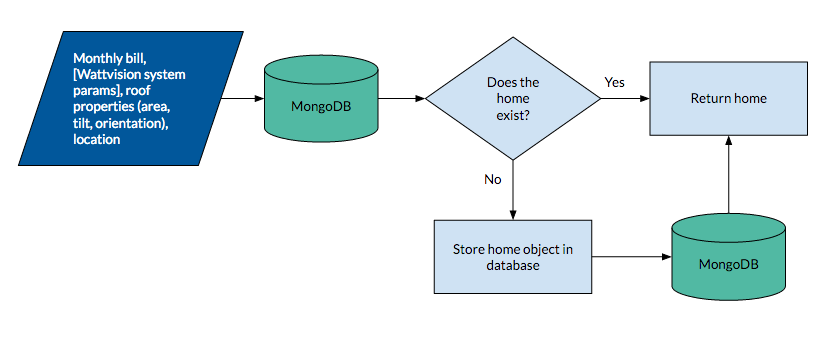 Monthly bill,
[Wattvision system
params], roof
properties (area,
tilt, orientation),
location
MongoDB
Does the
home
exist?
Yes
Return home
No
Store home object in
database
MongoDB